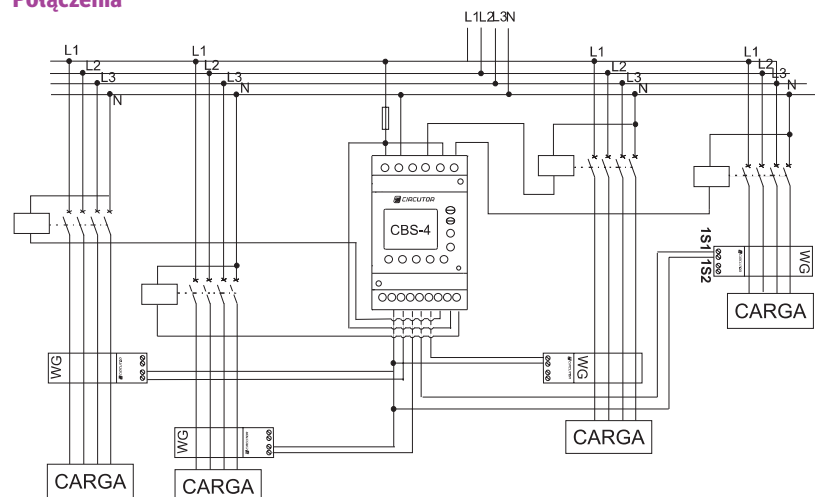 Połączenia
L1L2L3N
L1
L2
L3
N
L1
L2
L3
N
L1
L2
L3
N
L1
L2
L3
N
CIRCUTOR
CBS-4
1S1 1S2
WG
WG
WG
WG
CARGA
CARGA
CARGA
CARGA